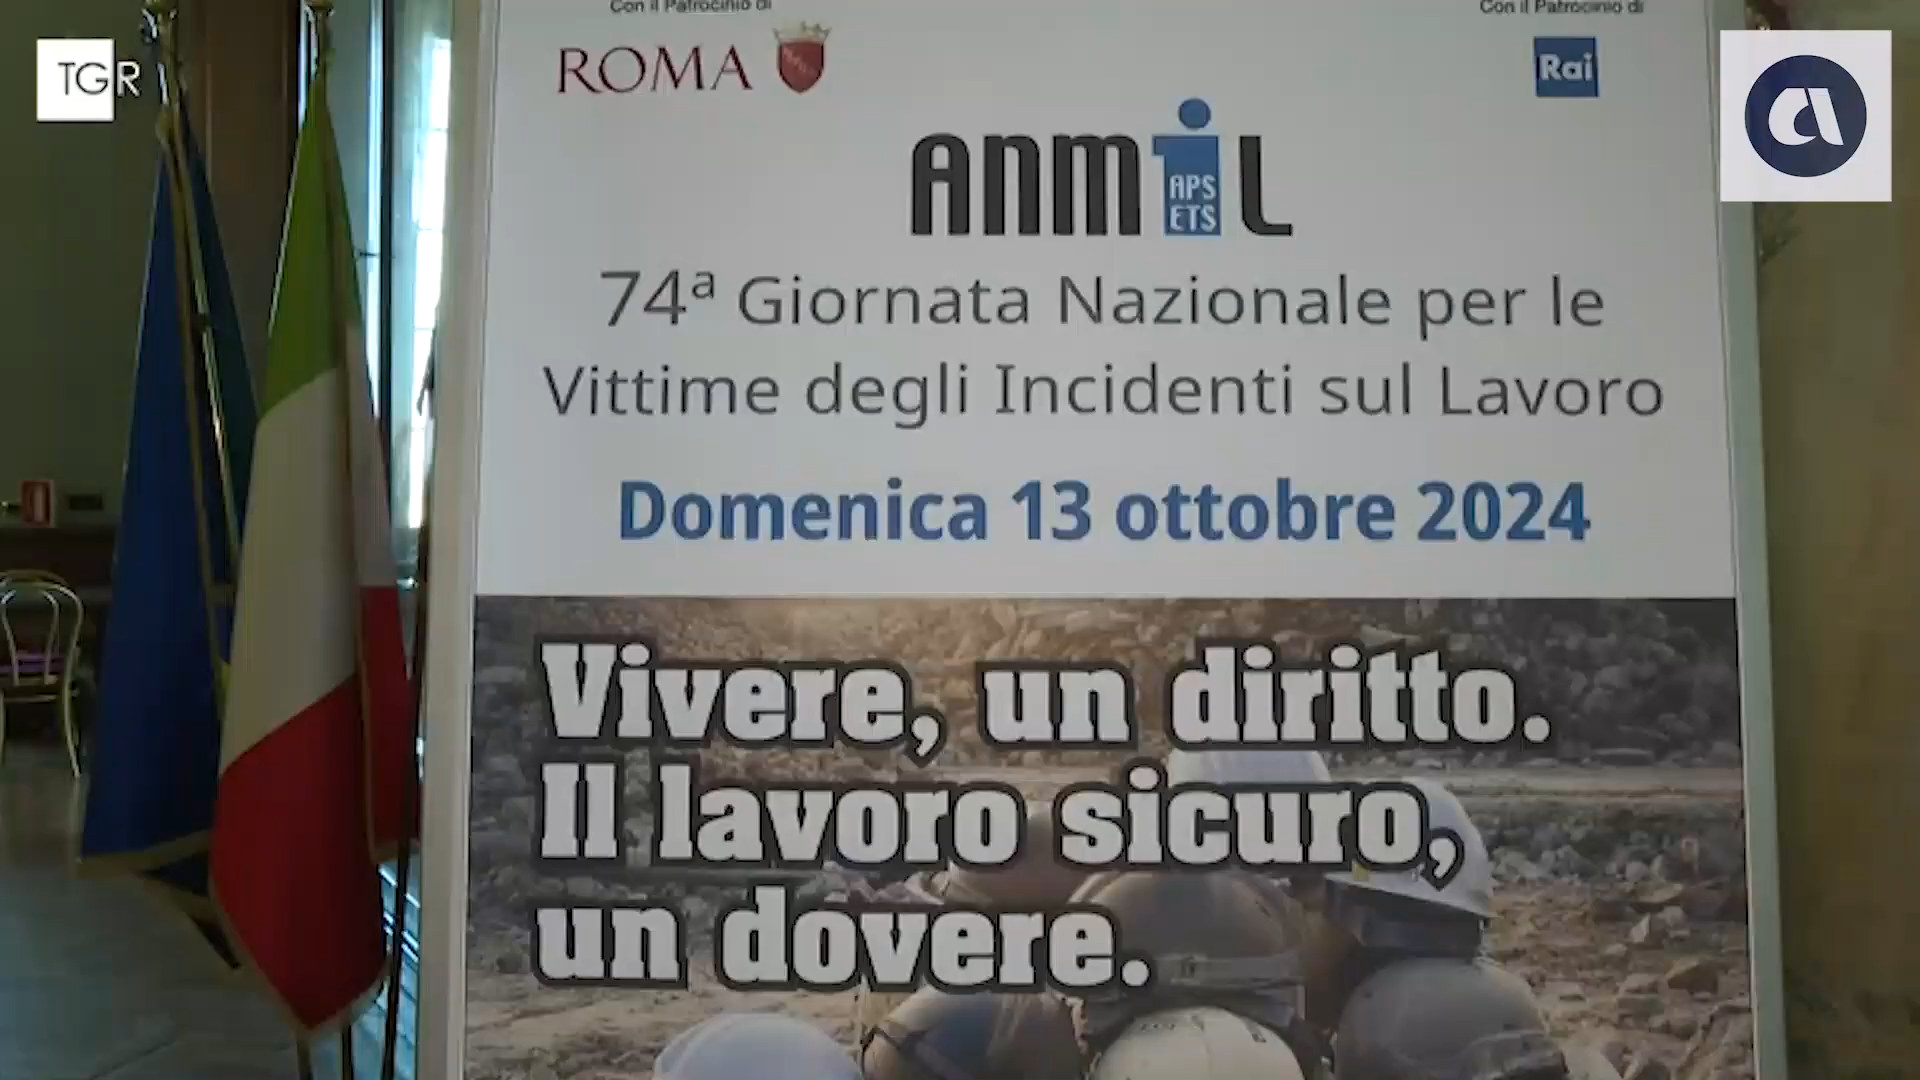 TGR
Con il Patrocinio di
ROMA
Con il Patrocinio di
Rai
ANMiL
APS
ETS
74ª Giornata Nazionale per le
Vittime degli Incidenti sul Lavoro
Domenica 13 ottobre 2024
Vivere, un diritto.
Il lavoro sicuro,
un dovere.